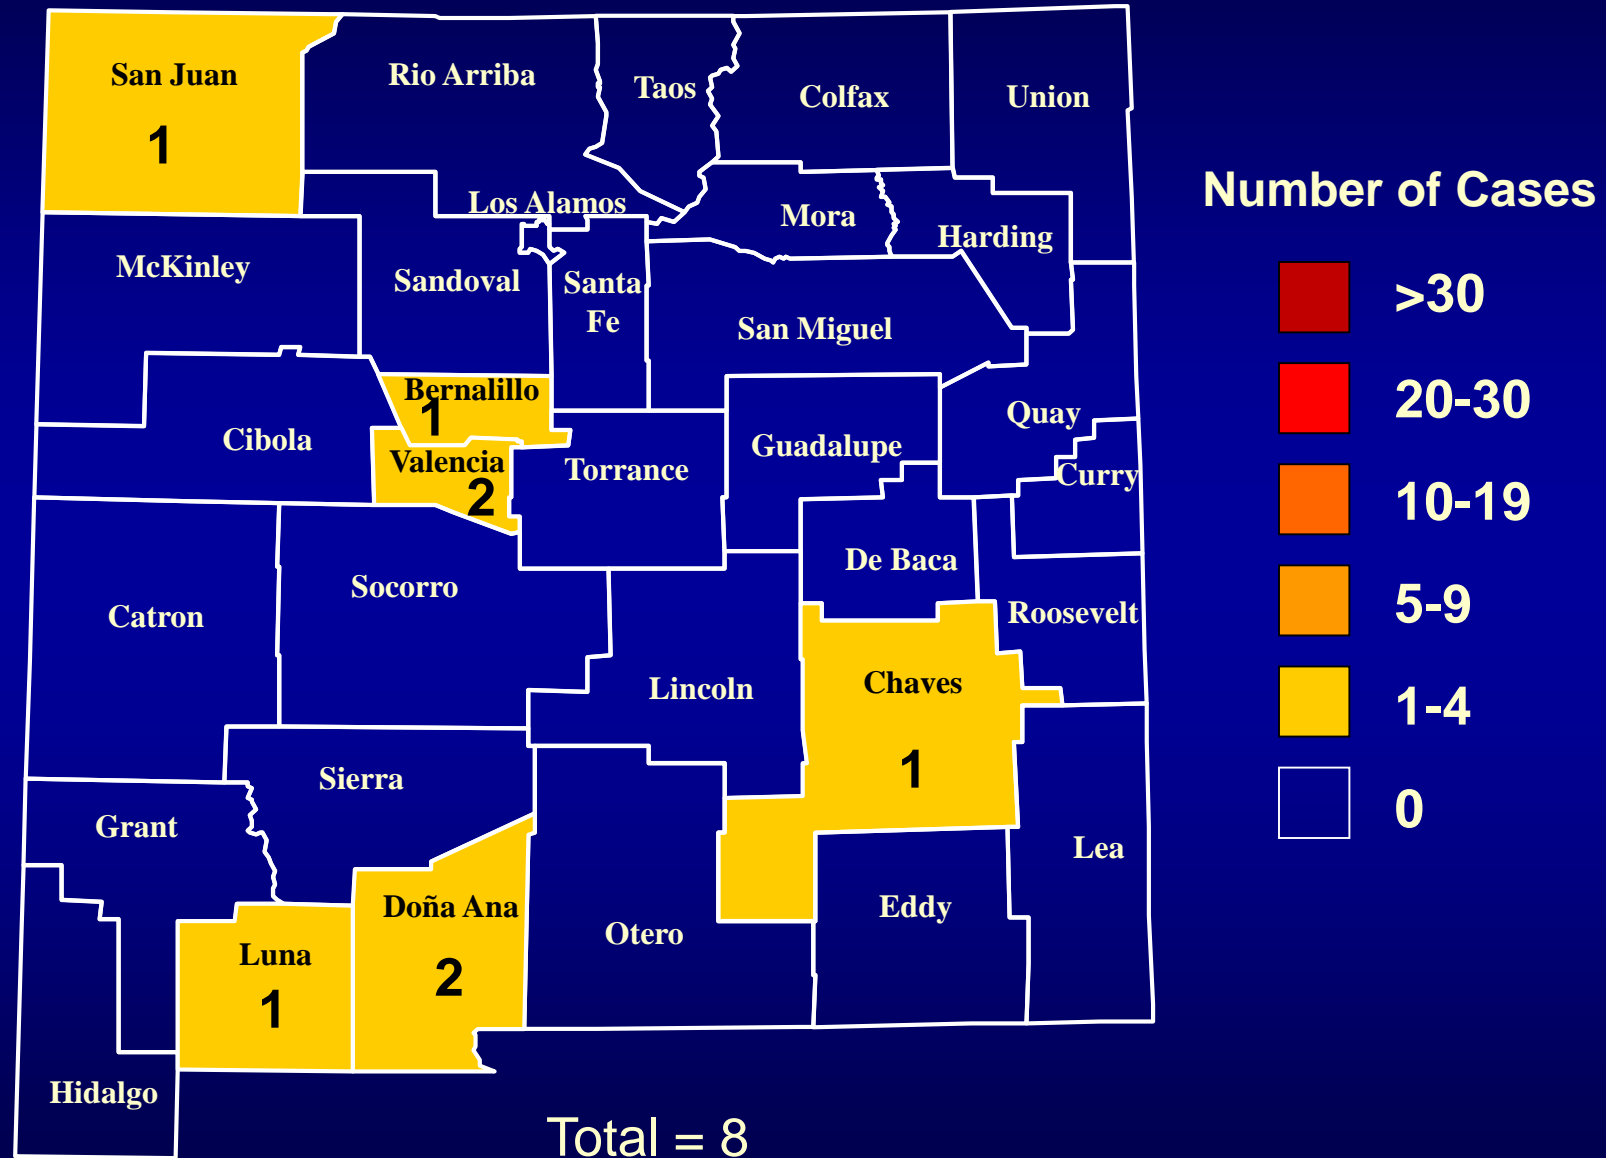 San Juan
1
Rio Arriba
Taos
Colfax
Union
Los Alamos
Mora
Harding
McKinley
Sandoval
Santa
Fe
San Miguel
Bernalillo
1
Cibola
Valencia
2
Torrance
Guadalupe
Quay
Curry
De Baca
Roosevelt
Catron
Socorro
Lincoln
Chaves
1
Sierra
Grant
Luna
1
Doña Ana
2
Otero
Eddy
Lea
Hidalgo
Total = 8
Number of Cases
>30
20-30
10-19
5-9
1-4
0